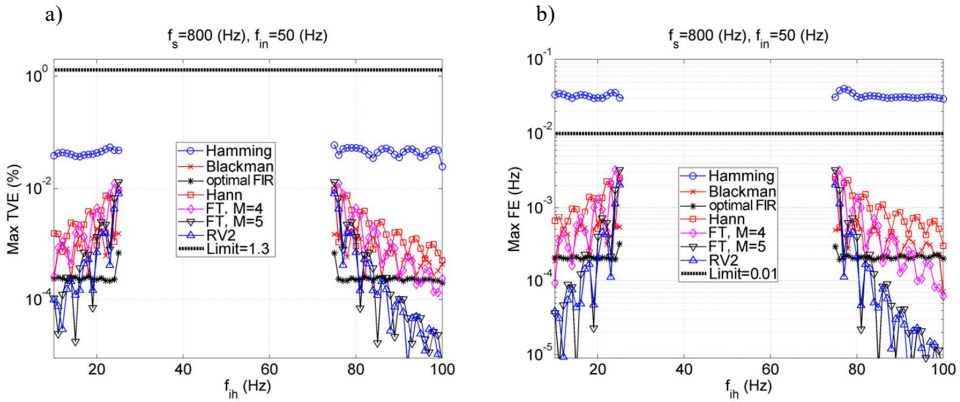 a)
f_s=800 (Hz), f_in=50 (Hz)
Max TVE (%)
10^0
10^-2
10^-4
Hamming
Blackman
optimal FIR
Hann
FT, M=4
FT, M=5
RV2
Limit=1.3
20 40 60 80 100
f_ih (Hz)
b)
f_s=800 (Hz), f_in=50 (Hz)
Max FE (Hz)
10^-1
10^-2
10^-3
10^-4
10^-5
Hamming
Blackman
optimal FIR
Hann
FT, M=4
FT, M=5
RV2
Limit=0.01
20 40 60 80 100
f_ih (Hz)